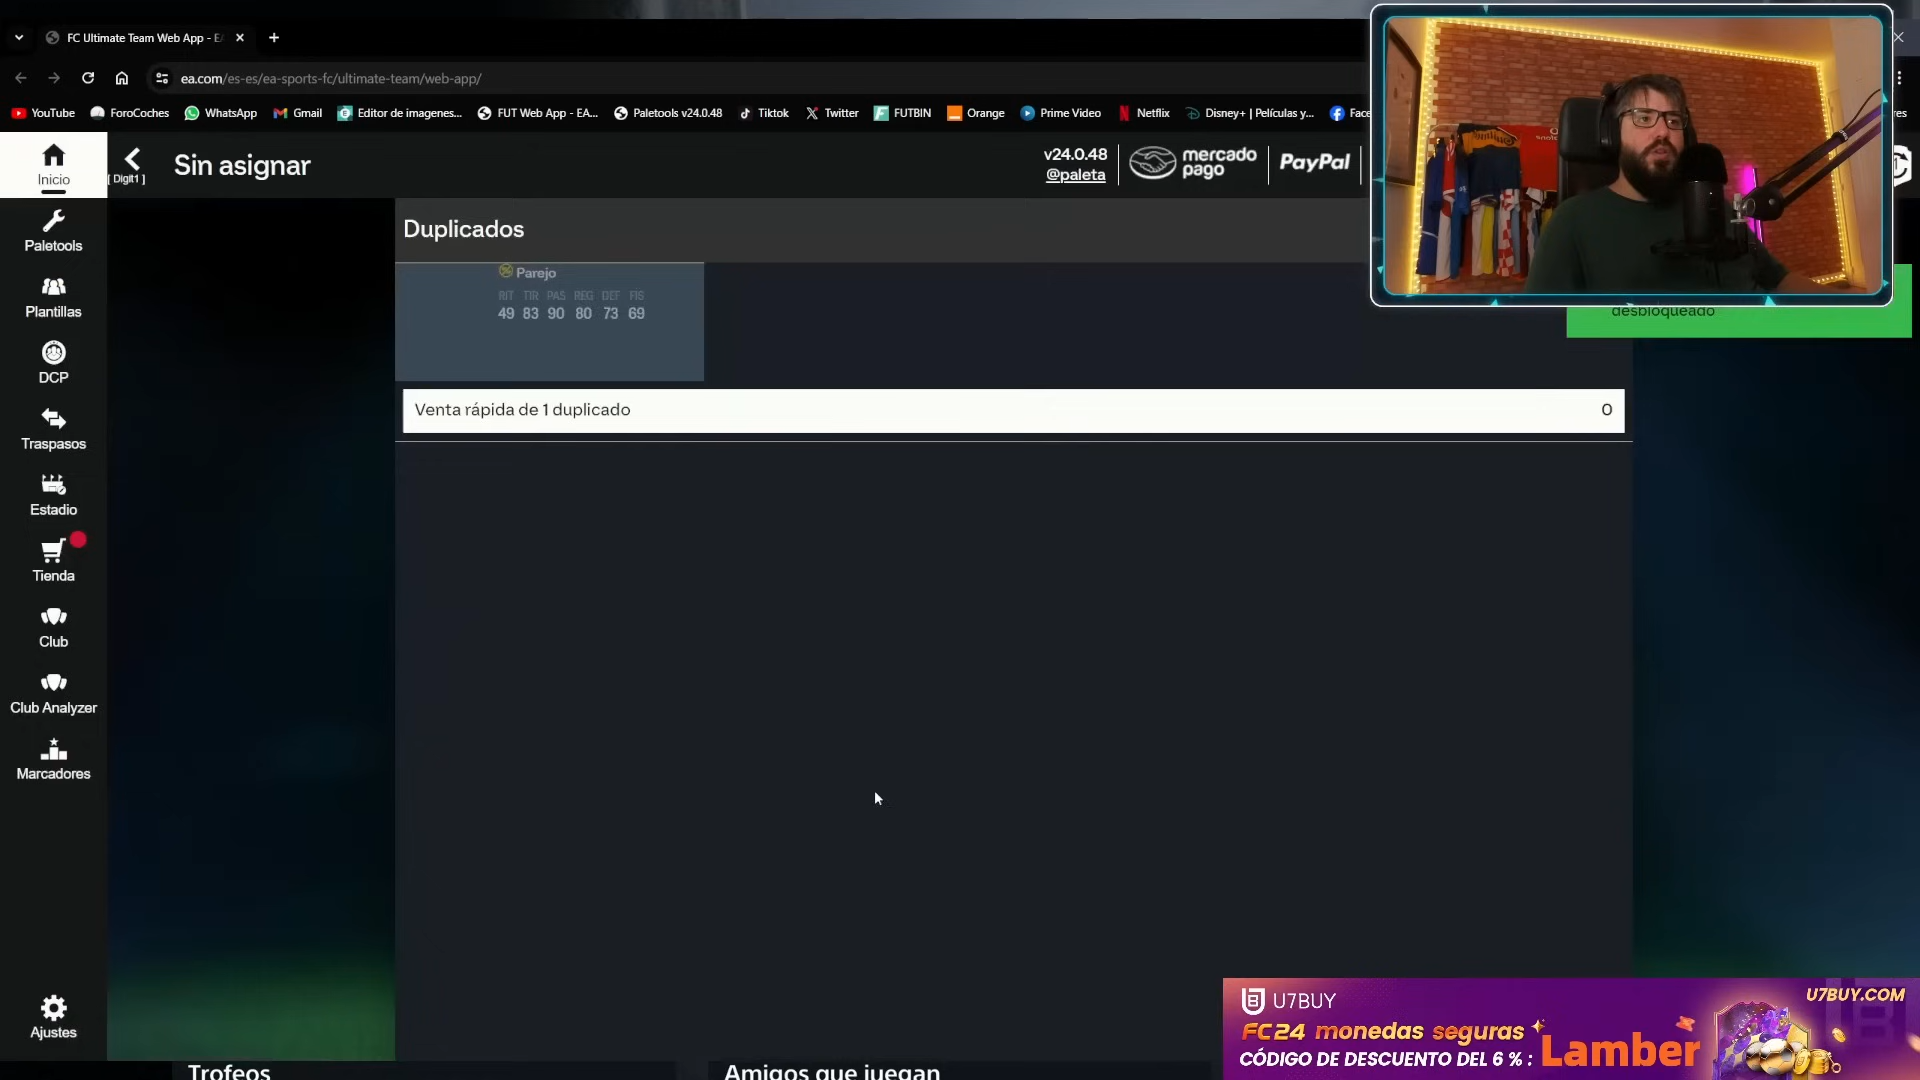 FC Ultimate Team Web App - EA
ea.com/es-es/ea-sports-fc/ultimate-team/web-app/
YouTube
ForoCoches
WhatsApp
Gmail
Editor de imagenes...
FUT Web App - EA...
Paletools v24.0.48
Tiktok
Twitter
FUTBIN
Orange
Prime Video
Netflix
Disney+ | Películas y...
Face
res
Inicio
[ Digit1 ]
Sin asignar
v24.0.48
@paleta
mercado
pago
PayPal
Paletools
Plantillas
DCP
Traspasos
Estadio
Tienda
Club
Club Analyzer
Marcadores
Ajustes
Duplicados
Parejo
RIT TIR PAS REG DEF FIS
49 83 90 80 73 69
desbloqueado
Venta rápida de 1 duplicado 0
Trofeos
Amigos que juegan
U7BUY
U7BUY.COM
FC24 monedas seguras
CÓDIGO DE DESCUENTO DEL 6 % : Lamber